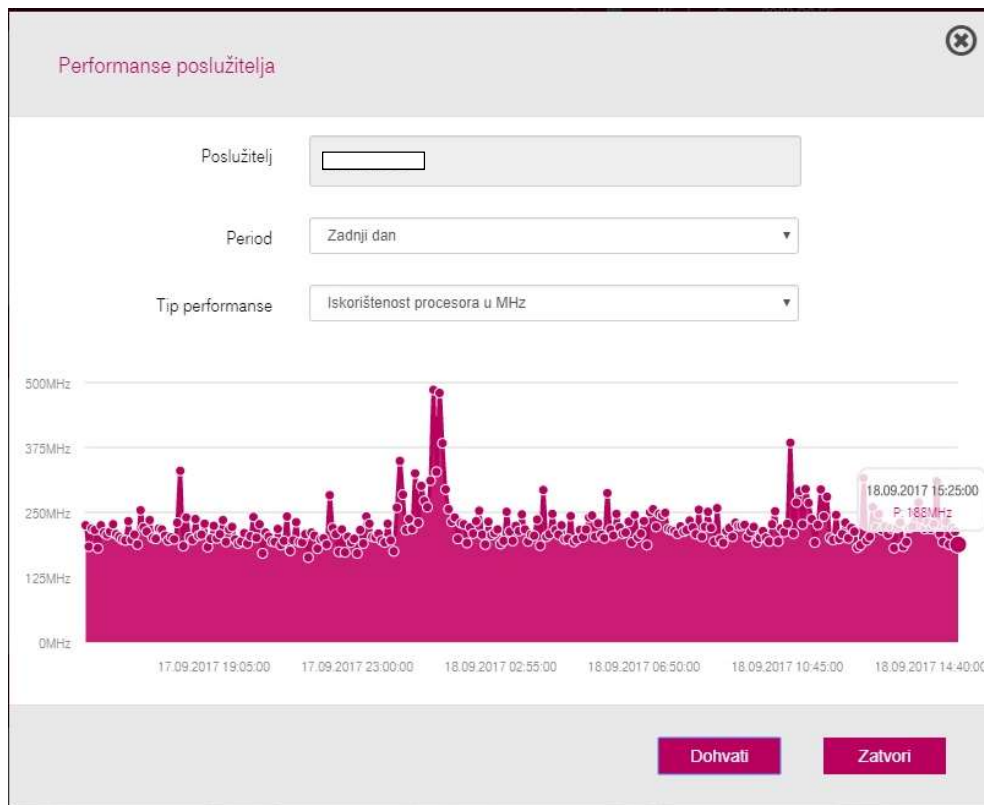 Performanse poslužitelja
Poslužitelj
Period
Zadnji dan
Tip performanse
Iskorištenost procesora u MHz
500MHz
375MHz
250MHz
125MHz
0MHz
18.09.2017 15:25:00
P: 188MHz
17.09.2017 19:05:00
17.09.2017 23:00:00
18.09.2017 02:55:00
18.09.2017 06:50:00
18.09.2017 10:45:00
18.09.2017 14:40:00
Dohvati
Zatvori